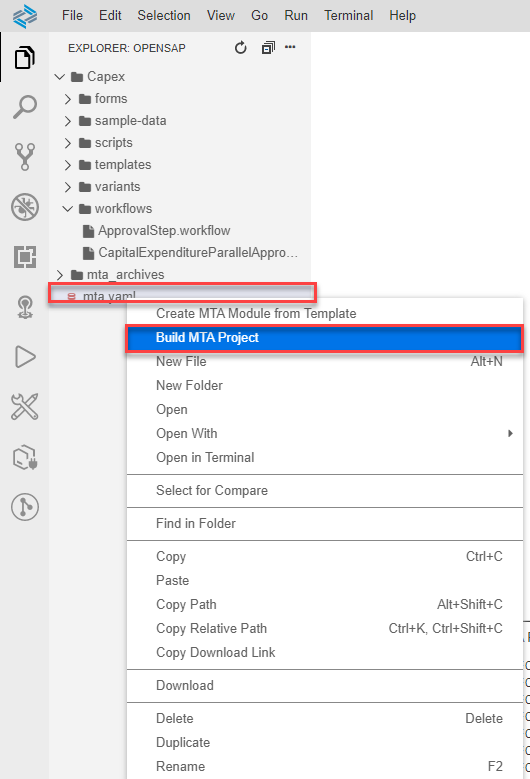 File Edit Selection View Go Run Terminal Help
EXPLORER: OPENSAP
Capex
forms
sample-data
scripts
templates
variants
workflows
ApprovalStep.workflow
CapitalExpenditureParallelAppro...
mta_archives
mta.yaml
Create MTA Module from Template
Build MTA Project
New File Alt+N
New Folder
Open
Open With
Open in Terminal
Select for Compare
Find in Folder
Copy Ctrl+C
Paste
Copy Path Alt+Shift+C
Copy Relative Path Ctrl+K, Ctrl+Shift+C
Copy Download Link
Download
Delete Delete
Duplicate
Rename F2